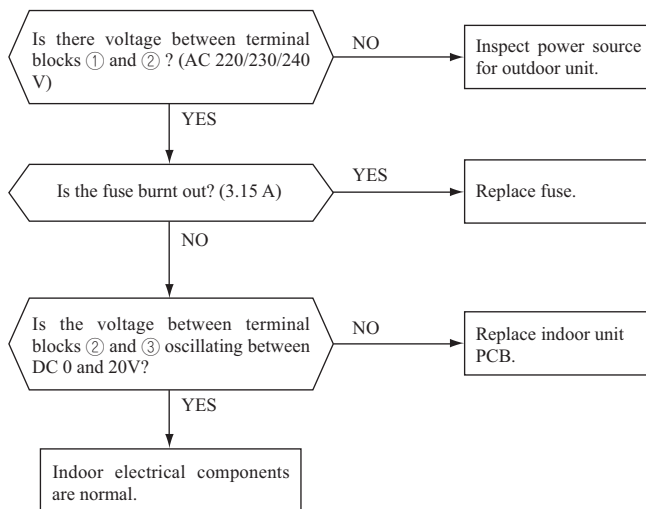 Is there voltage between terminal
blocks ① and ② ? (AC 220/230/240
V)
NO
Inspect power source
for outdoor unit.
YES
Is the fuse burnt out? (3.15 A)
YES
Replace fuse.
NO
Is the voltage between terminal
blocks ② and ③ oscillating between
DC 0 and 20V?
NO
Replace indoor unit
PCB.
YES
Indoor electrical components
are normal.